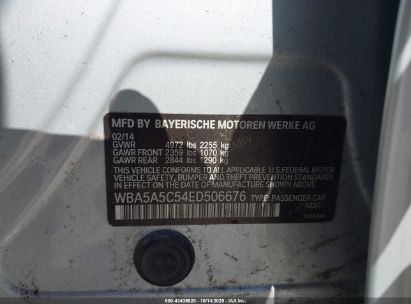 MFD BY BAYERISCHE MOTOREN WERKE AG
02/14
GVWR 4972 lbs 2255 kg
GAWR FRONT 2359 lbs 1070 kg
GAWR REAR 2844 lbs 1290 kg
THIS VEHICLE CONFORMS TO ALL APPLICABLE U.S. FEDERAL MOTOR
VEHICLE SAFETY, BUMPER, AND THEFT PREVENTION STANDARDS
IN EFFECT ON THE DATE OF MANUFACTURE SHOWN ABOVE.
WBA5A5C54ED506676 TYPE: PASSENGER CAR